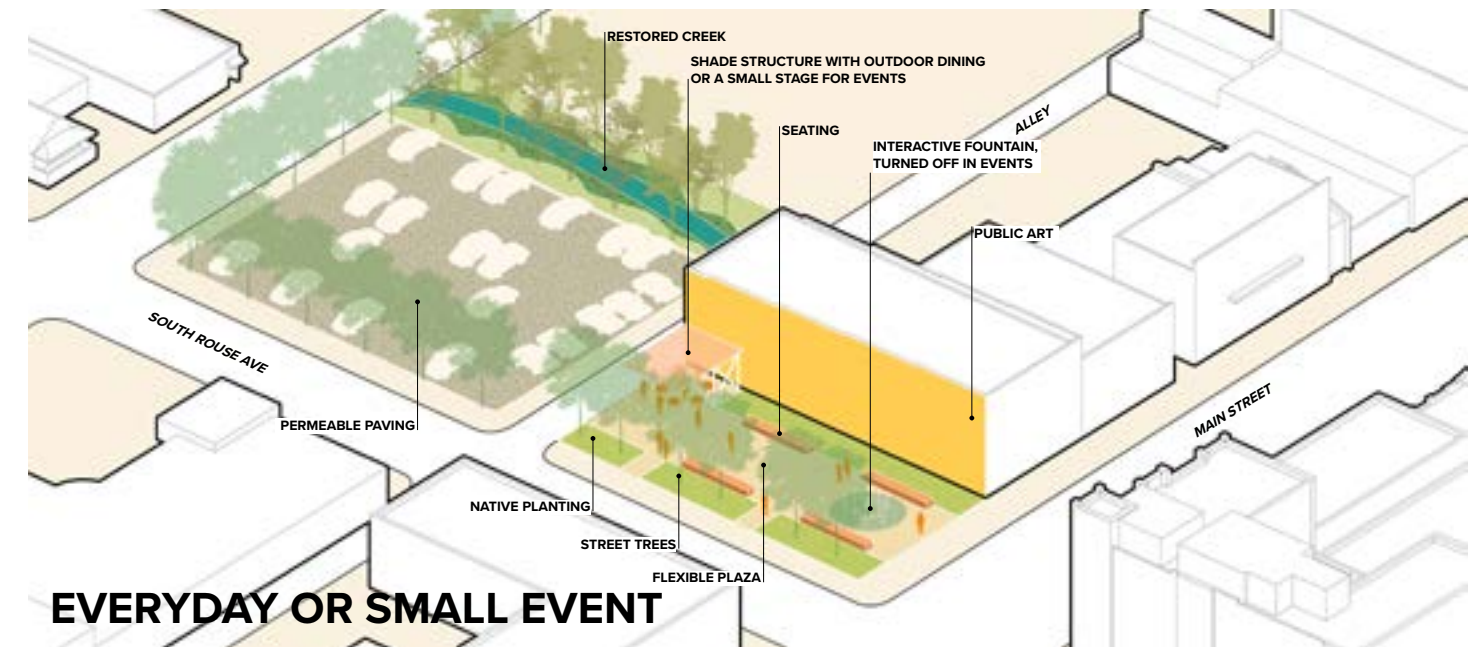 RESTORED CREEK
SHADE STRUCTURE WITH OUTDOOR DINING
OR A SMALL STAGE FOR EVENTS
ALLEY
SEATING
INTERACTIVE FOUNTAIN,
TURNED OFF IN EVENTS
PUBLIC ART
SOUTH ROUSE AVE
MAIN STREET
PERMEABLE PAVING
NATIVE PLANTING
STREET TREES
FLEXIBLE PLAZA
EVERYDAY OR SMALL EVENT